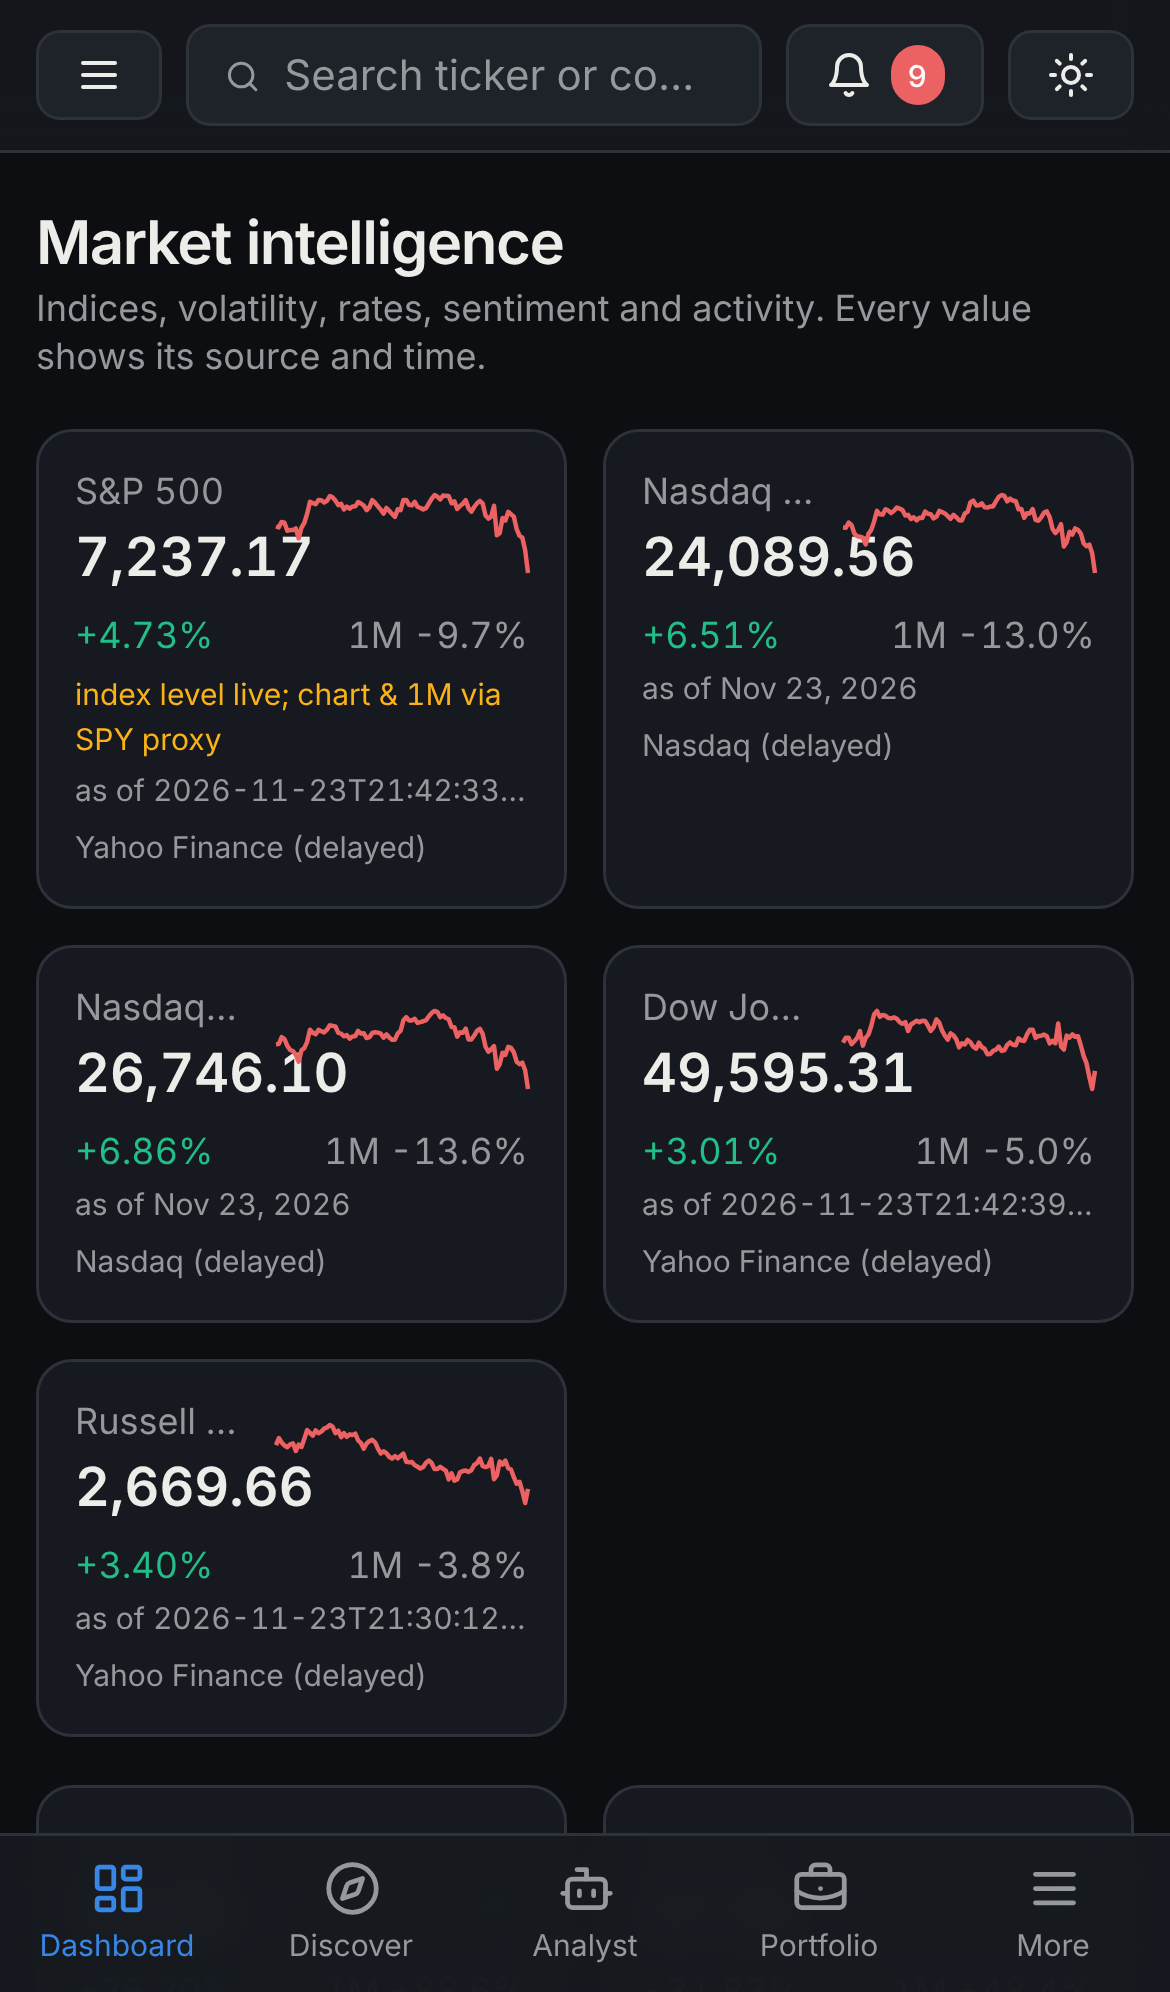 Search ticker or co...
9
Market intelligence
Indices, volatility, rates, sentiment and activity. Every value
shows its source and time.
S&P 500
7,237.17
+4.73% 1M -9.7%
index level live; chart & 1M via
SPY proxy
as of 2026-11-23T21:42:33...
Yahoo Finance (delayed)
Nasdaq ...
24,089.56
+6.51% 1M -13.0%
as of Nov 23, 2026
Nasdaq (delayed)
Nasdaq...
26,746.10
+6.86% 1M -13.6%
as of Nov 23, 2026
Nasdaq (delayed)
Dow Jo...
49,595.31
+3.01% 1M -5.0%
as of 2026-11-23T21:42:39...
Yahoo Finance (delayed)
Russell ...
2,669.66
+3.40% 1M -3.8%
as of 2026-11-23T21:30:12...
Yahoo Finance (delayed)
Dashboard
Discover
Analyst
Portfolio
More